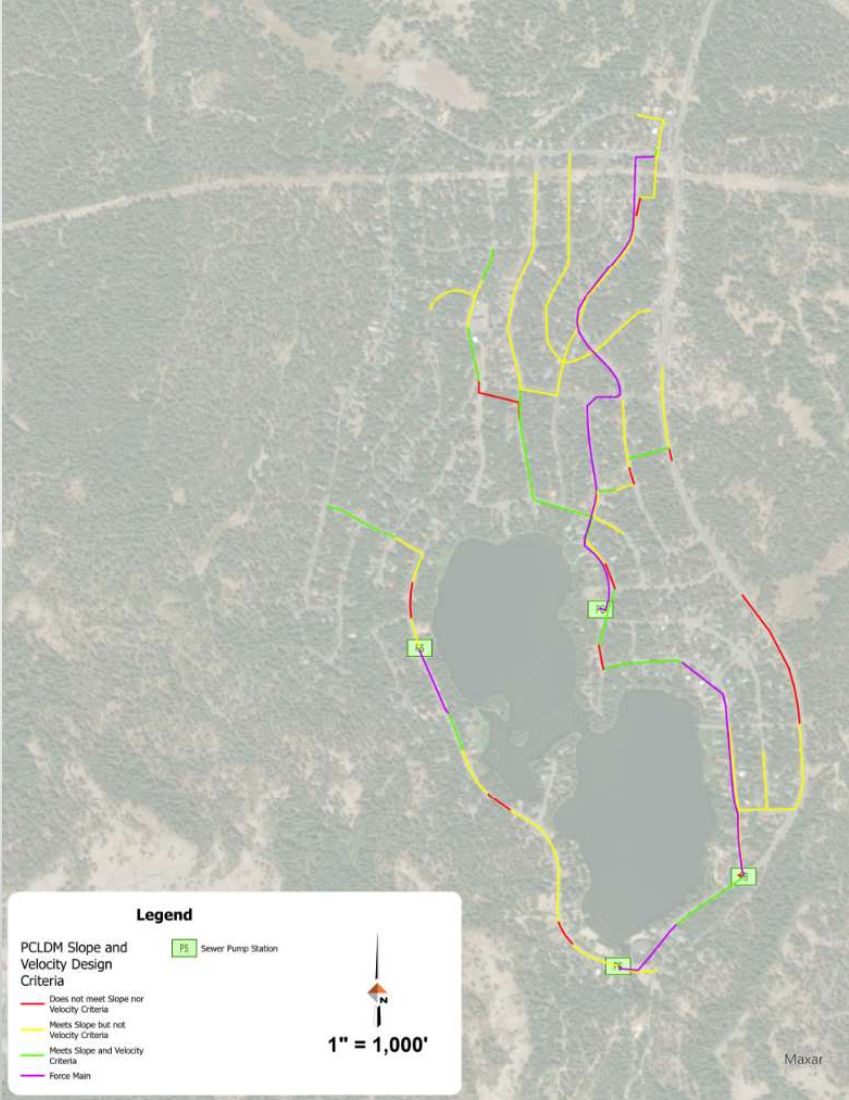 Legend
PCLDM Slope and
Velocity Design
Criteria
Does not meet Slope nor
Velocity Criteria
Meets Slope but not
Velocity Criteria
Meets Slope and Velocity
Criteria
Force Main
PS Sewer Pump Station
N
1" = 1,000'
Maxar
PS
PS
PS
PS